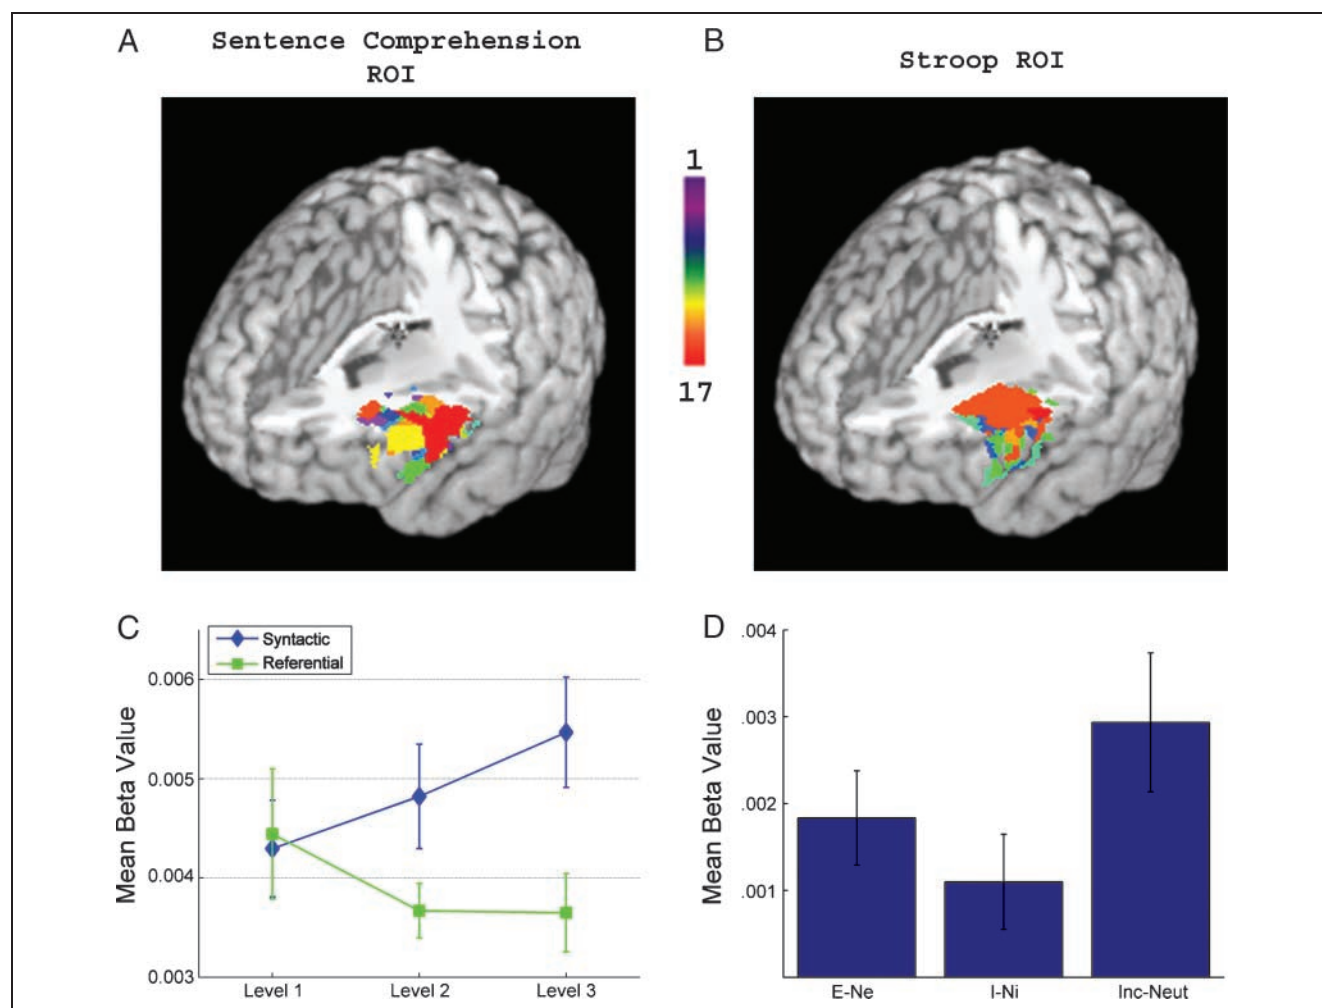 A
Sentence Comprehension
ROI
B
Stroop ROI
1
17
C
Syntactic
Referential
Mean Beta Value
0.006
0.005
0.004
0.003
Level 1
Level 2
Level 3
D
Mean Beta Value
.004
.003
.002
.001
E-Ne
I-Ni
Inc-Neut